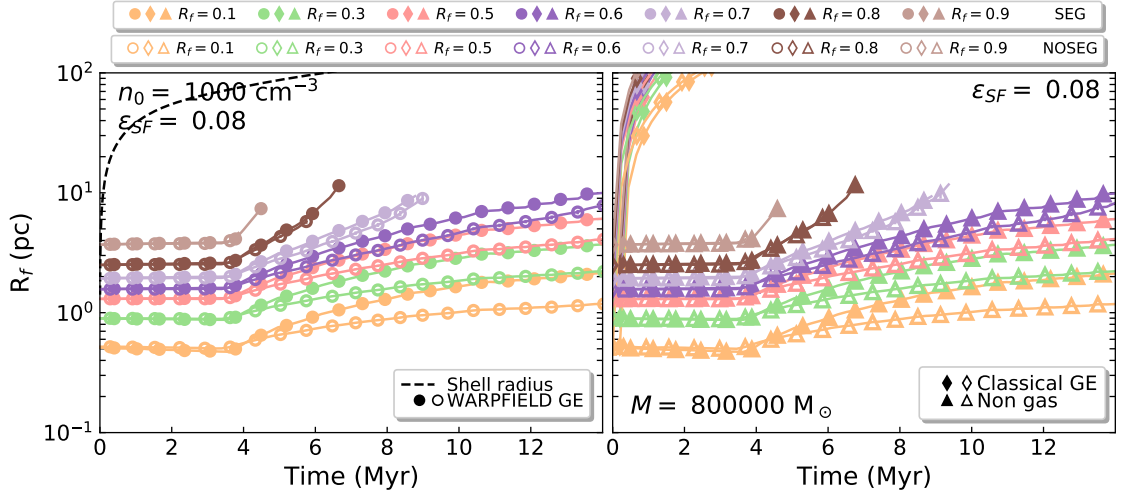 R_f = 0.1 R_f = 0.3 R_f = 0.5 R_f = 0.6 R_f = 0.7 R_f = 0.8 R_f = 0.9 SEG
R_f = 0.1 R_f = 0.3 R_f = 0.5 R_f = 0.6 R_f = 0.7 R_f = 0.8 R_f = 0.9 NOSEG
R_f (pc)
10^2
10^1
10^0
10^−1
n_0 = 1000 cm^−3
ε_SF = 0.08
Shell radius
WARPFIELD GE
0 2 4 6 8 10 12
Time (Myr)
ε_SF = 0.08
M = 800000 M_⊙
Classical GE
Non gas
0 2 4 6 8 10 12
Time (Myr)